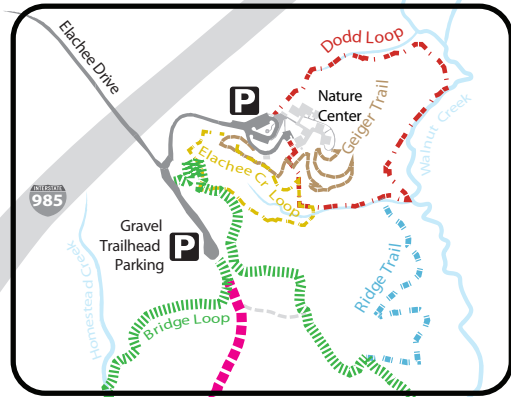 Elachee Drive
Dodd Loop
P
Nature
Center
Geiger Trail
Walnut Creek
Elachee Cr Loop
INTERSTATE
985
Gravel
Trailhead
Parking
P
Homestead Creek
Ridge Trail
Bridge Loop